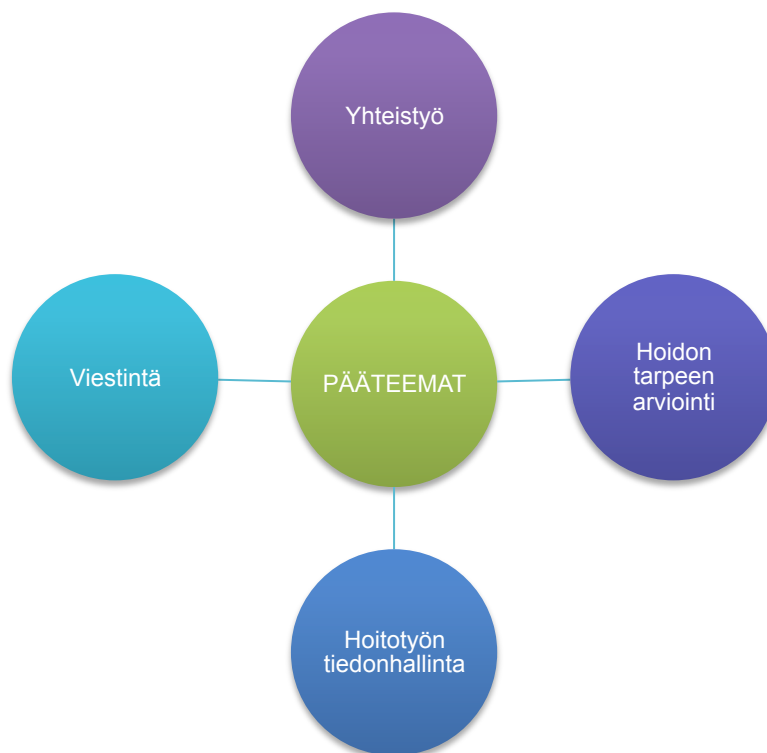 Yhteistyö
Viestintä
PÄÄTEEMAT
Hoidon
tarpeen
arviointi
Hoitotyön
tiedonhallinta